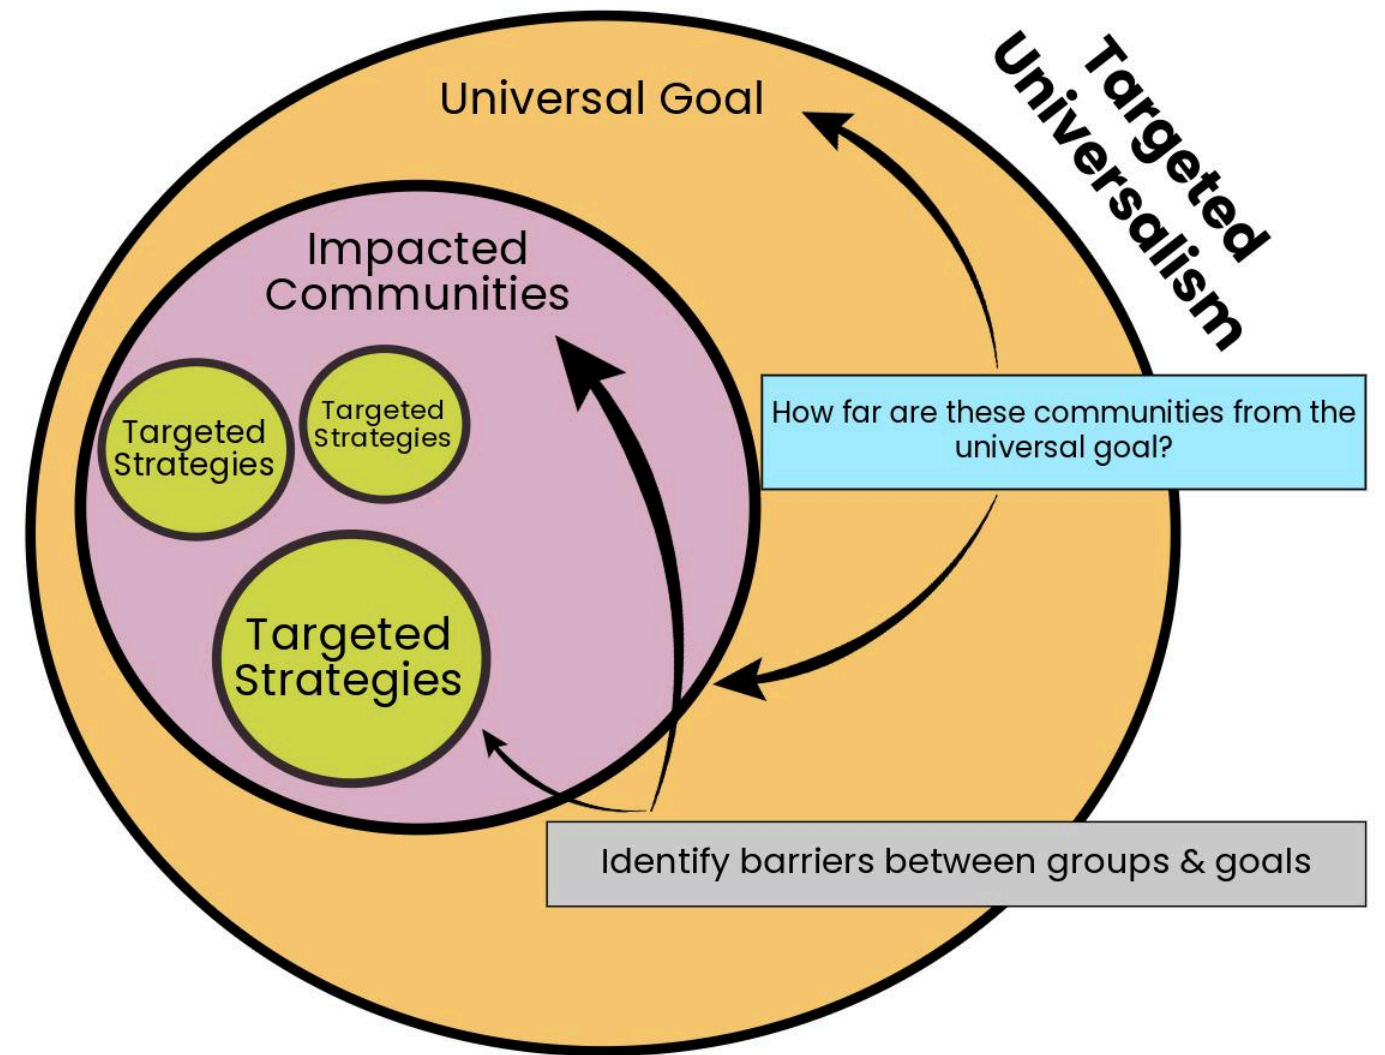 Targeted
Universalism
Universal Goal
Impacted
Communities
Targeted
Strategies
Targeted
Strategies
Targeted
Strategies
How far are these communities from the
universal goal?
Identify barriers between groups & goals